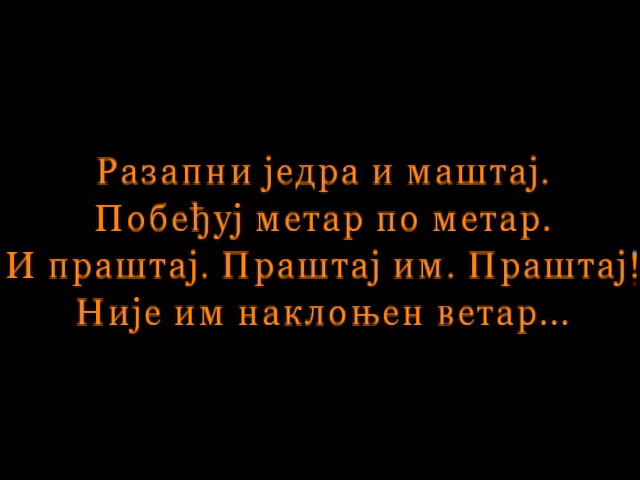 Разапни једра и маштај.
Побеђуј метар по метар.
И праштај. Праштај им. Праштај!
Није им наклоњен ветар...